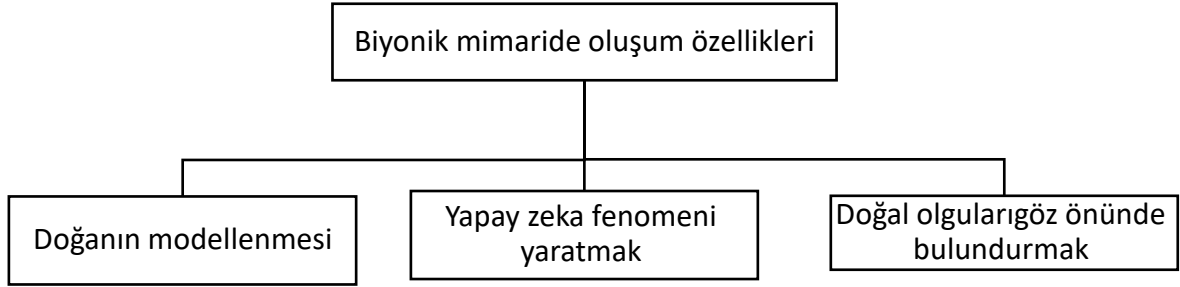 Biyonik mimaride oluşum özellikleri
Doğanın modellenmesi
Yapay zeka fenomeni
yaratmak
Doğal olgularıgöz önünde
bulundurmak